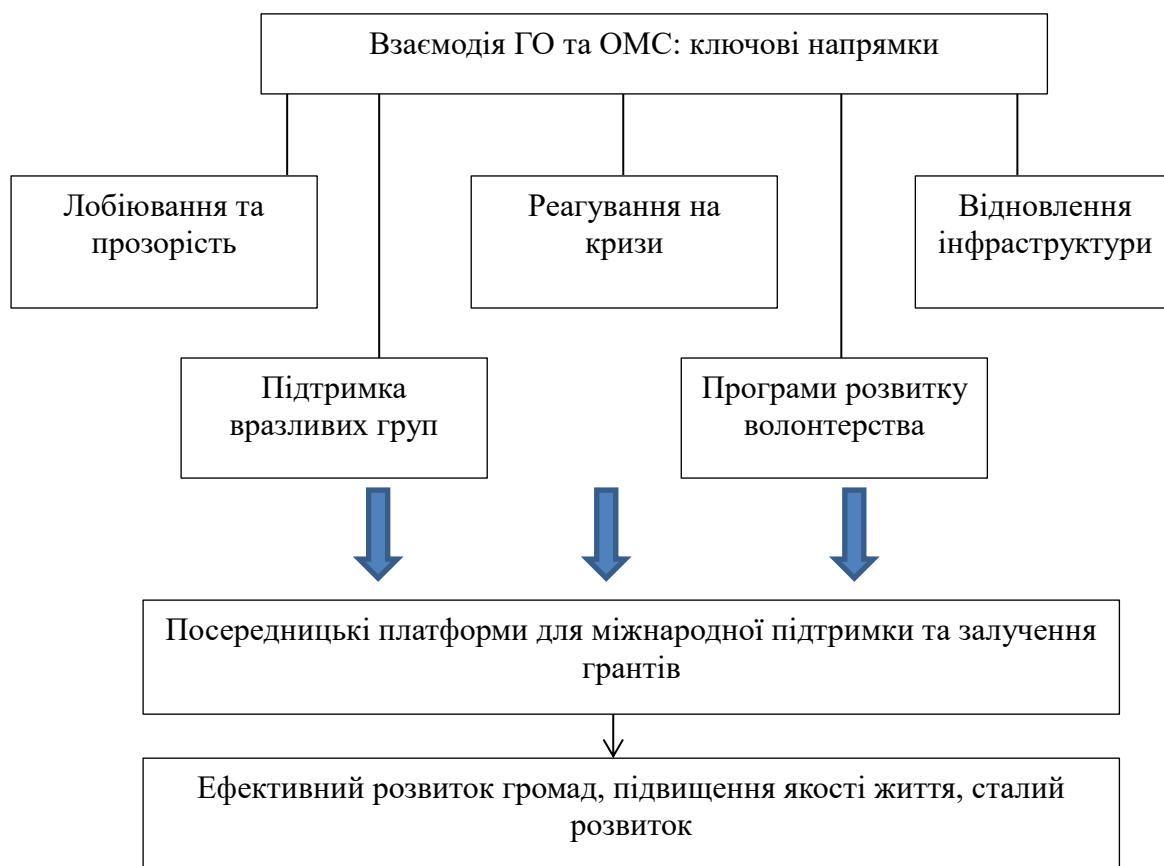 Взаємодія ГО та ОМС: ключові напрямки
Лобіювання та
прозорість
Реагування на
кризи
Відновлення
інфраструктури
Підтримка
вразливих груп
Програми розвитку
волонтерства
Посередницькі платформи для міжнародної підтримки та залучення
грантів
Ефективний розвиток громад, підвищення якості життя, сталий
розвиток